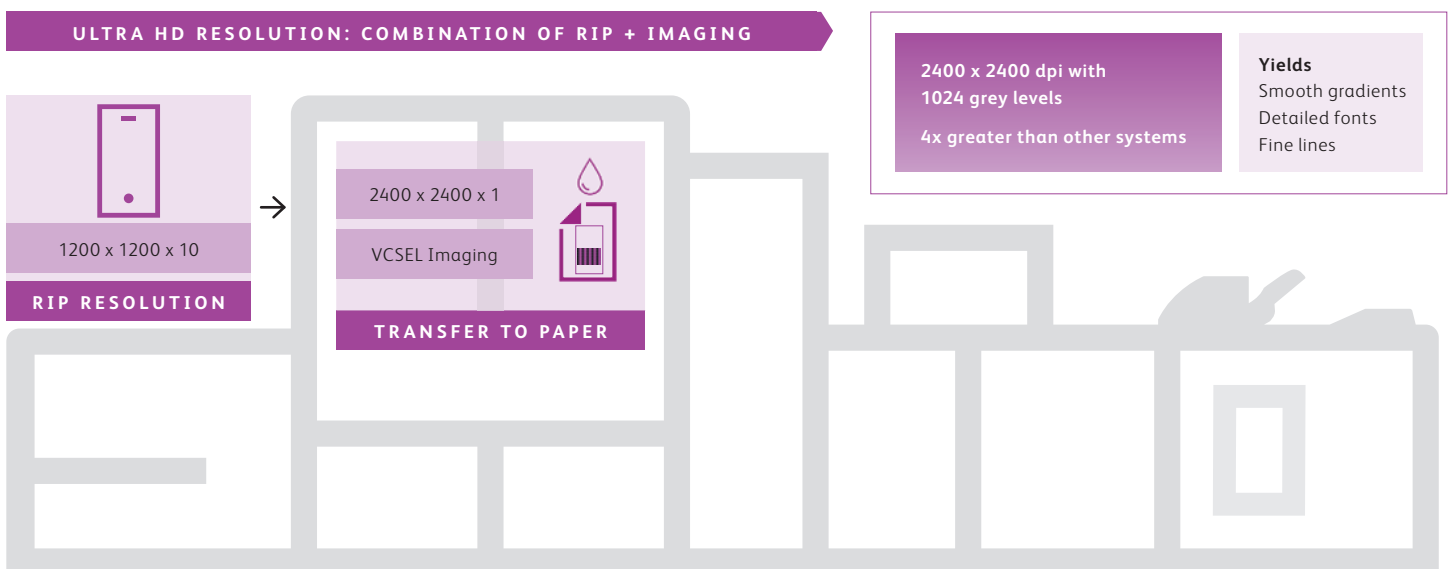 ULTRA HD RESOLUTION: COMBINATION OF RIP + IMAGING
2400 x 2400 dpi with
1024 grey levels
4x greater than other systems
Yields
Smooth gradients
Detailed fonts
Fine lines
1200 x 1200 x 10
RIP RESOLUTION
2400 x 2400 x 1
VCSEL Imaging
TRANSFER TO PAPER